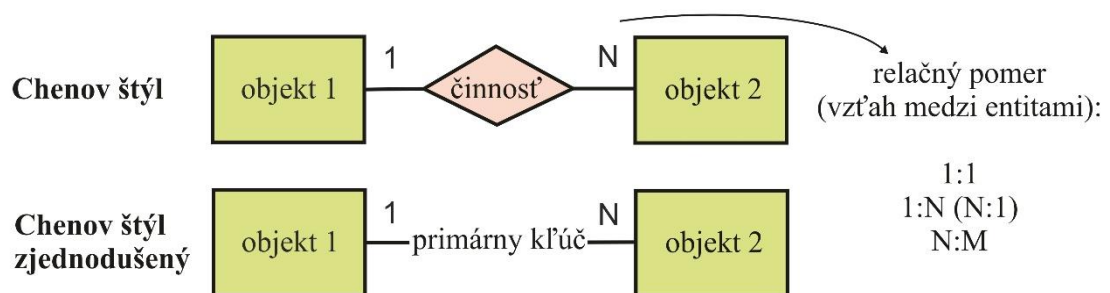 Chenov štýl
objekt 1
1
činnosť
N
objekt 2
relačný pomer
(vzťah medzi entitami):
1:1
1:N (N:1)
N:M
Chenov štýl
zjednodušený
objekt 1
1
primárny kľúč
N
objekt 2